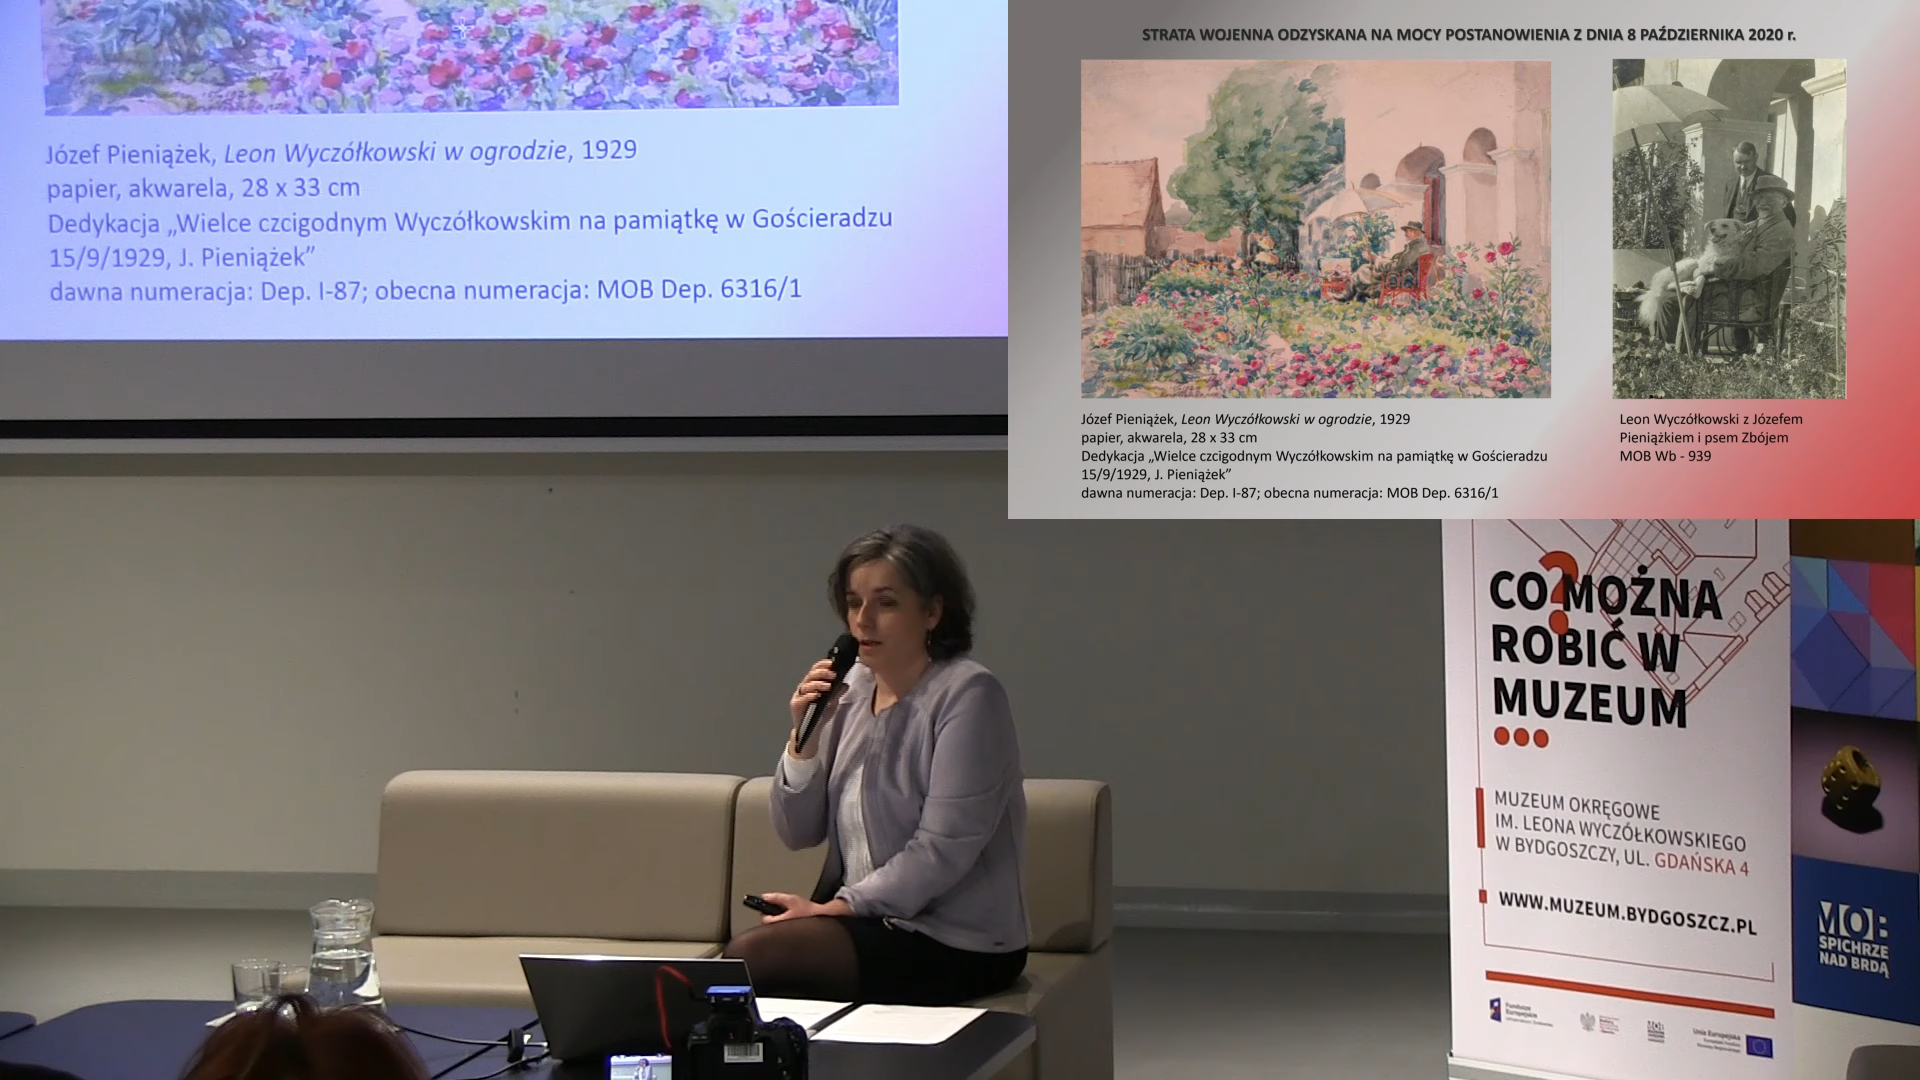 Józef Pieniążek, Leon Wyczółkowski w ogrodzie, 1929
papier, akwarela, 28 x 33 cm
Dedykacja „Wielce czcigodnym Wyczółkowskim na pamiątkę w Gościeradzu
15/9/1929, J. Pieniążek”
dawna numeracja: Dep. I-87; obecna numeracja: MOB Dep. 6316/1
STRATA WOJENNA ODZYSKANA NA MOCY POSTANOWIENIA Z DNIA 8 PAŹDZIERNIKA 2020 r.
Józef Pieniążek, Leon Wyczółkowski w ogrodzie, 1929
papier, akwarela, 28 x 33 cm
Dedykacja „Wielce czcigodnym Wyczółkowskim na pamiątkę w Gościeradzu
15/9/1929, J. Pieniążek”
dawna numeracja: Dep. I-87; obecna numeracja: MOB Dep. 6316/1
Leon Wyczółkowski z Józefem
Pieniążkiem i psem Zbójem
MOB Wb - 939
CO?MOŻNA
ROBIĆ W
MUZEUM
...
MUZEUM OKRĘGOWE
IM. LEONA WYCZÓŁKOWSKIEGO
W BYDGOSZCZY, UL. GDAŃSKA 4
WWW.MUZEUM.BYDGOSZCZ.PL
Fundusze
Europejskie
Unia Europejska
MOB
SPICHRZE
NAD BRDĄ